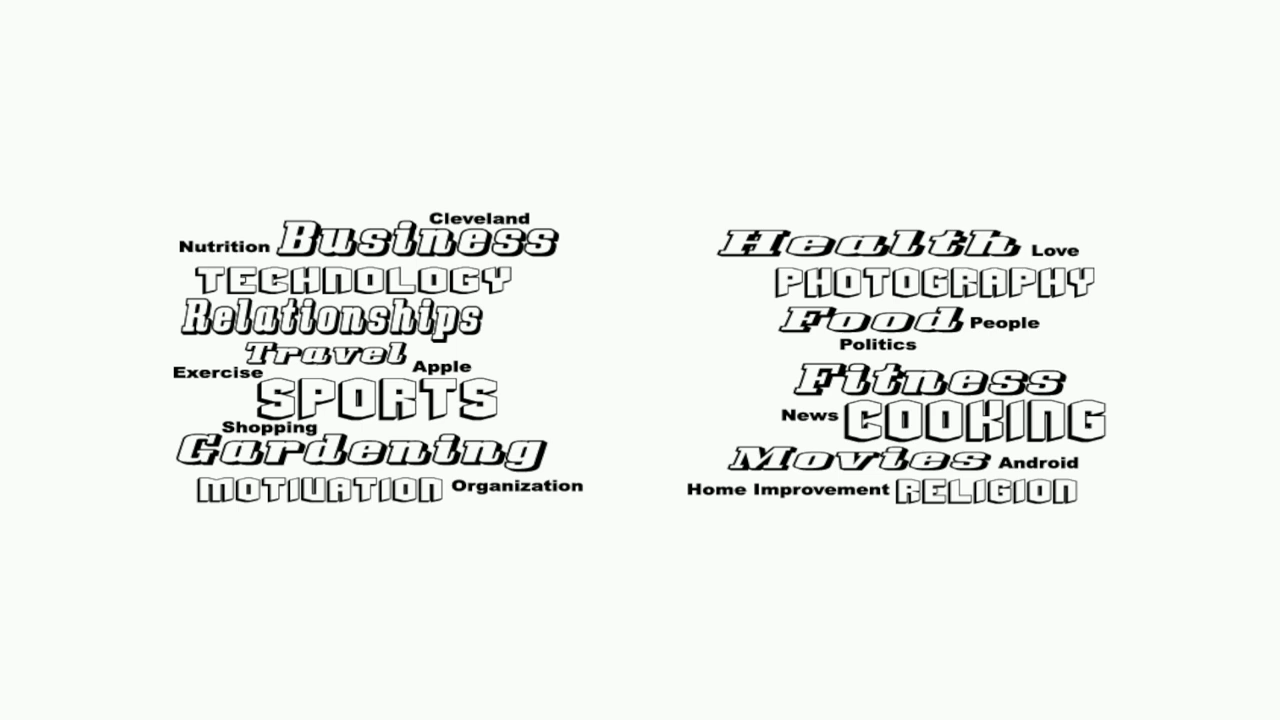 Cleveland
Nutrition Business
TECHNOLOGY
Relationships
Travel
Exercise Apple
SPORTS
Shopping
Gardening
MOTIVATION Organization
Health Love
PHOTOGRAPHY
Food People
Politics
Fitness
News COOKING
Movies Android
Home Improvement RELIGION